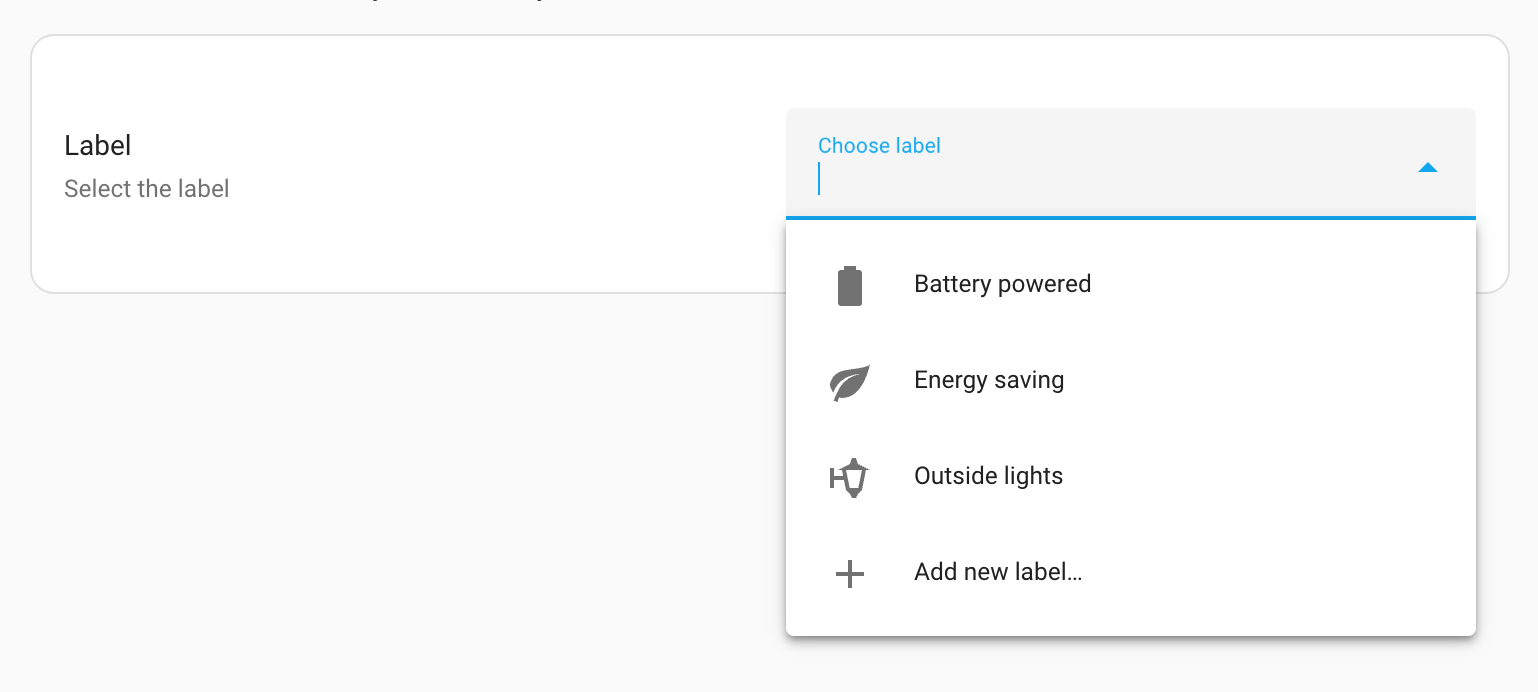 Label
Select the label
Choose label
Battery powered
Energy saving
Outside lights
Add new label…